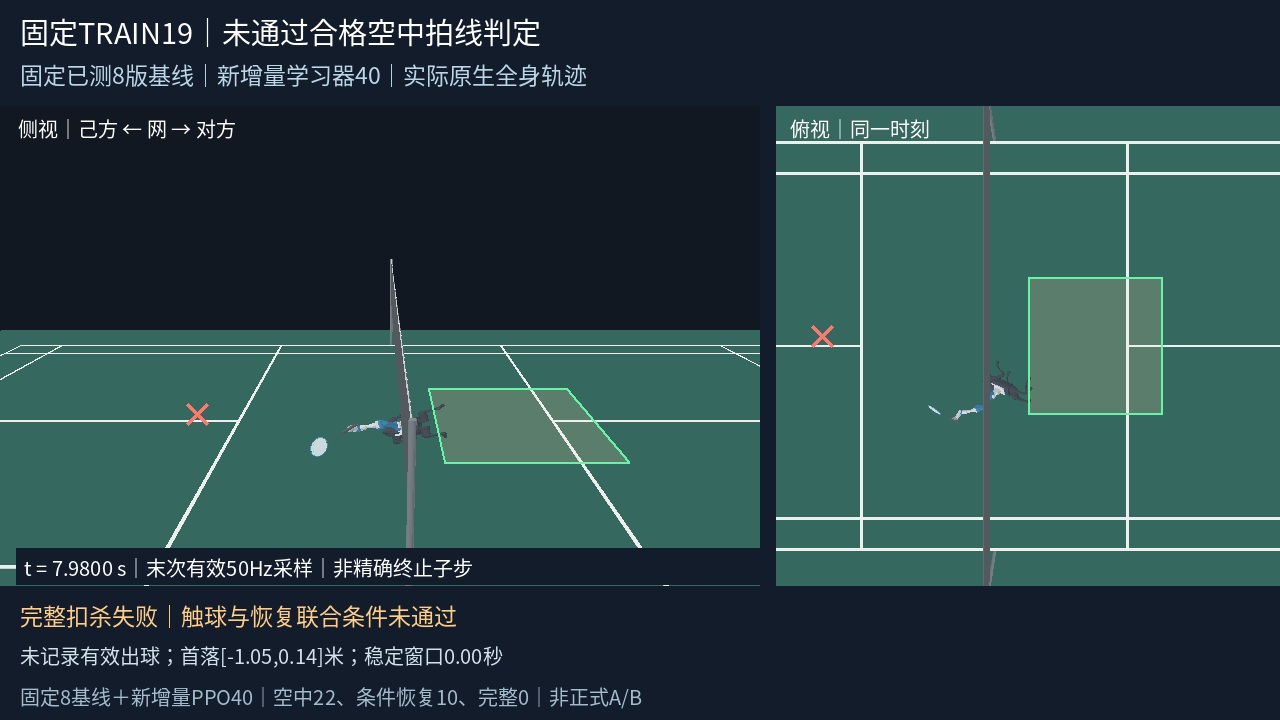 固定TRAIN19｜未通过合格空中拍线判定
固定已测8版基线｜新增量学习器40｜实际原生全身轨迹
侧视｜己方 ← 网 → 对方
俯视｜同一时刻
t = 7.9800 s｜末次有效50Hz采样｜非精确终止子步
完整扣杀失败｜触球与恢复联合条件未通过
未记录有效出球；首落[-1.05,0.14]米；稳定窗口0.00秒
固定8基线＋新增量PPO40｜空中22、条件恢复10、完整0｜非正式A/B